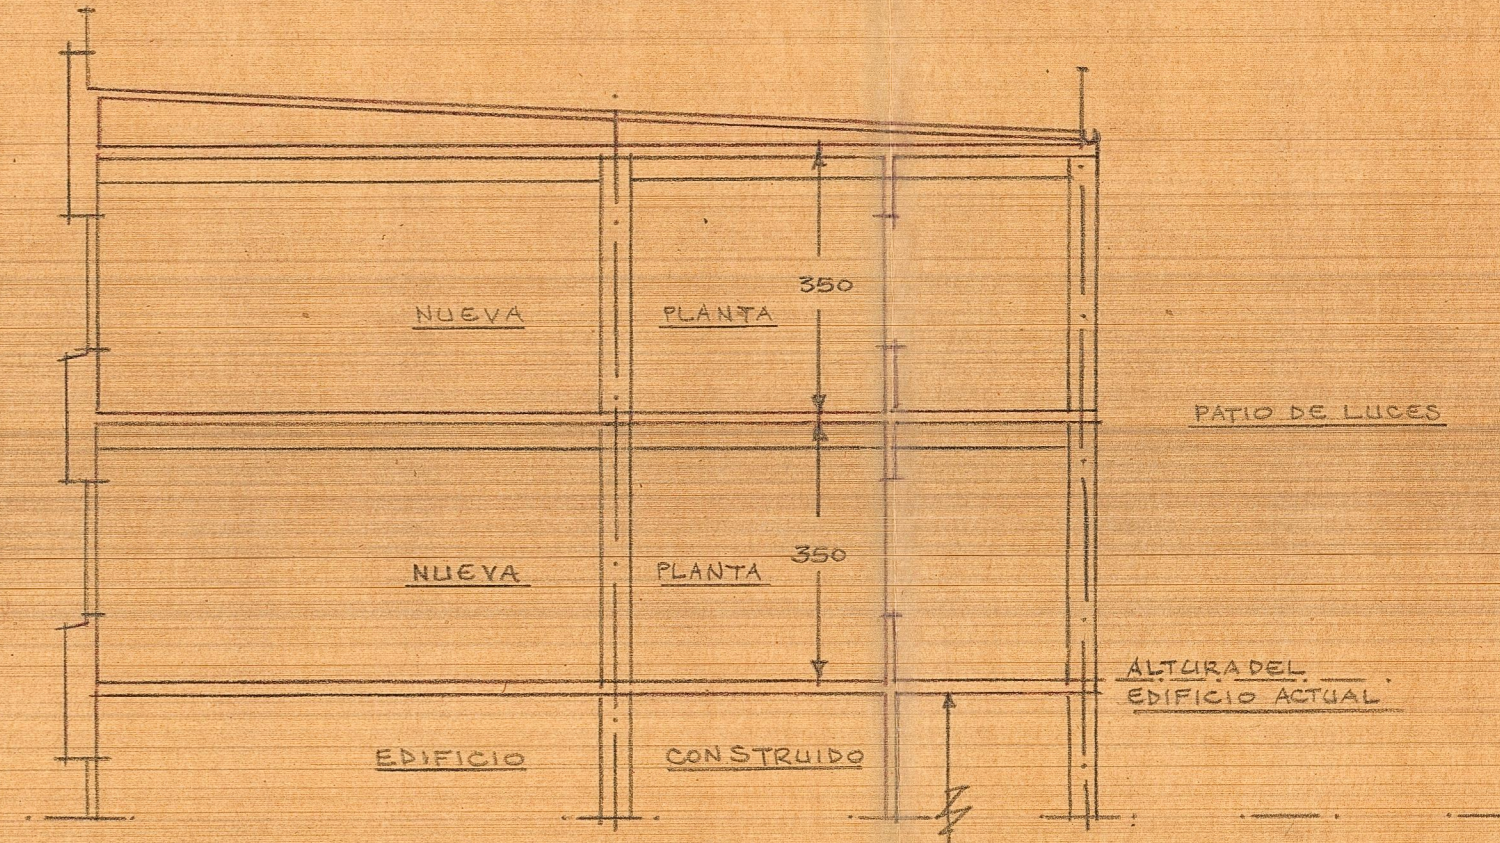 350
NUEVA PLANTA
PATIO DE LUCES
350
NUEVA PLANTA
ALTURA DEL
EDIFICIO ACTUAL
EDIFICIO CONSTRUIDO